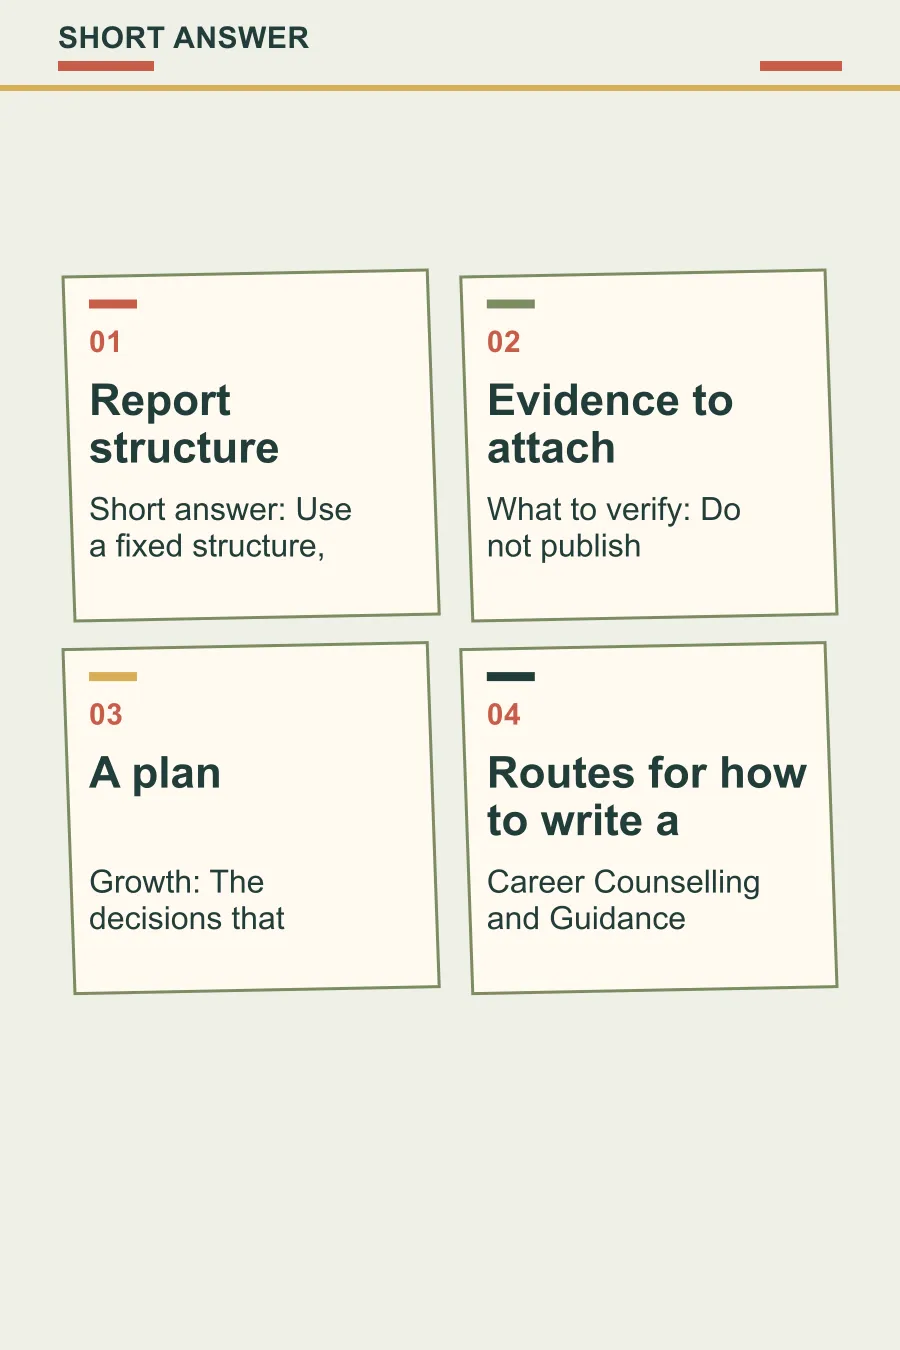 SHORT ANSWER
01
Report
structure
Short answer: Use
a fixed structure,
02
Evidence to
attach
What to verify: Do
not publish
03
A plan
Growth: The
decisions that
04
Routes for how
to write a
Career Counselling
and Guidance